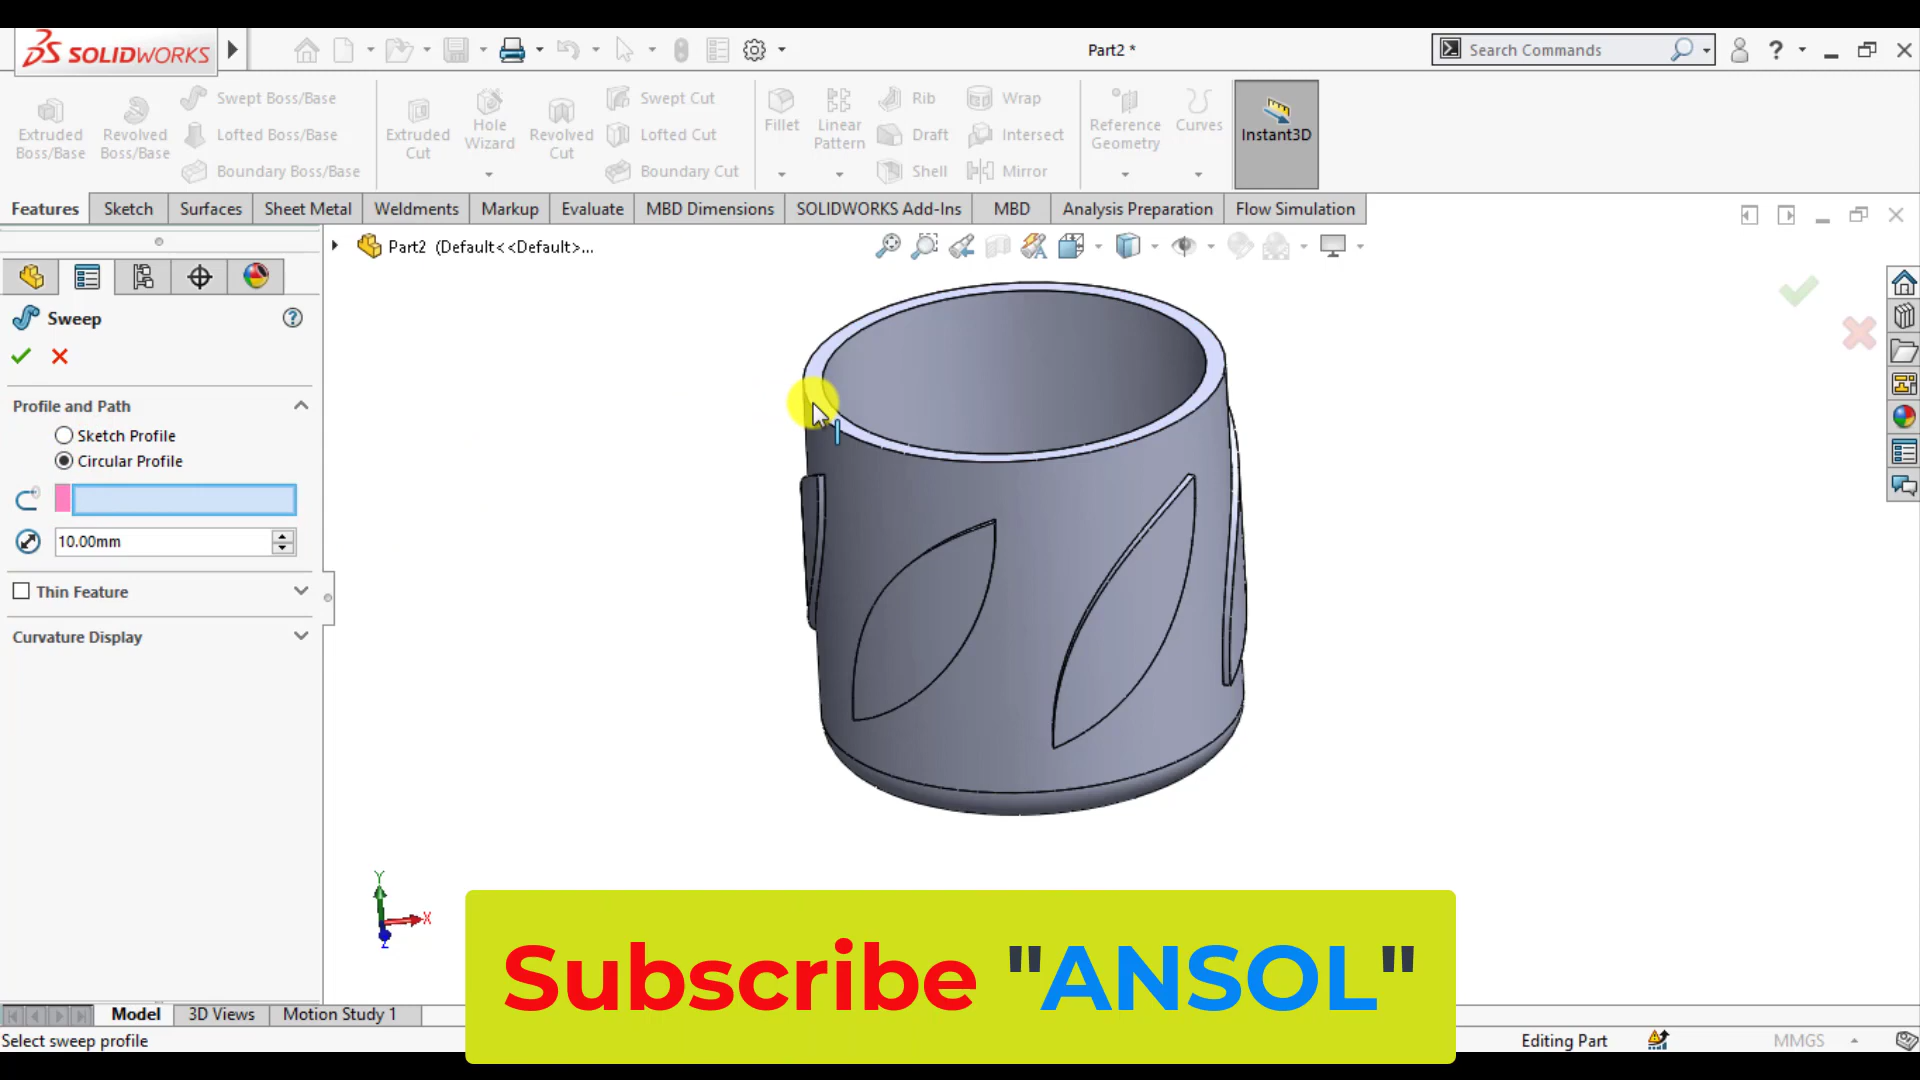 SOLIDWORKS
Part2 *
Search Commands
?
Extruded Boss/Base
Revolved Boss/Base
Swept Boss/Base
Lofted Boss/Base
Boundary Boss/Base
Extruded Cut
Hole Wizard
Revolved Cut
Swept Cut
Lofted Cut
Boundary Cut
Fillet
Linear Pattern
Rib
Draft
Shell
Wrap
Intersect
Mirror
Reference Geometry
Curves
Instant3D
Features
Sketch
Surfaces
Sheet Metal
Weldments
Markup
Evaluate
MBD Dimensions
SOLIDWORKS Add-Ins
MBD
Analysis Preparation
Flow Simulation
Part2 (Default<<Default>...
Sweep
?
Profile and Path
Sketch Profile
Circular Profile
10.00mm
Thin Feature
Curvature Display
Y
X
Z
Subscribe "ANSOL"
Model
3D Views
Motion Study 1
Select sweep profile
Editing Part
MMGS